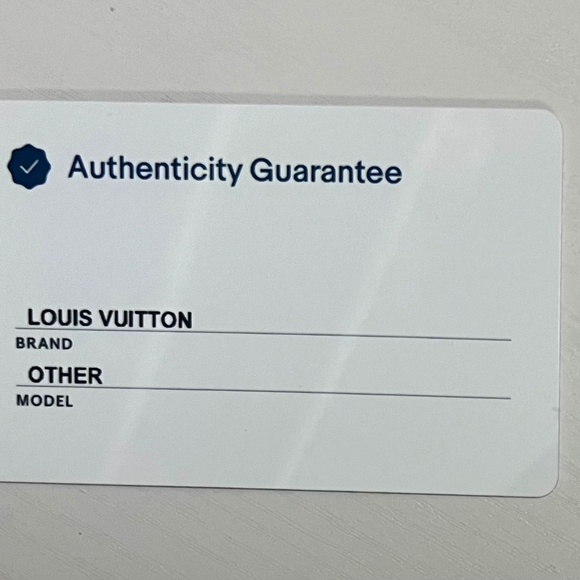 Authenticity Guarantee
LOUIS VUITTON
BRAND
OTHER
MODEL